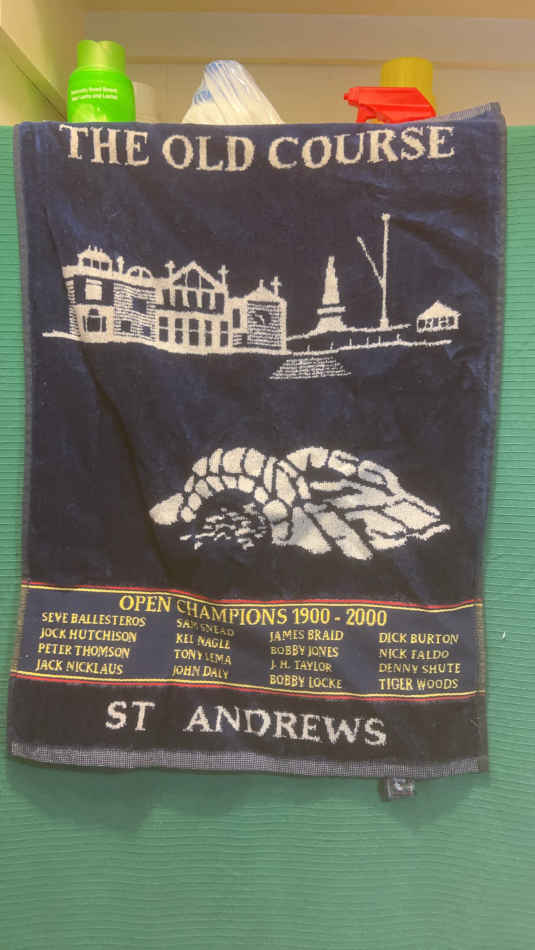 THE OLD COURSE
OPEN CHAMPIONS 1900 - 2000
SEVE BALLESTEROS SAM SNEAD JAMES BRAID DICK BURTON
JOCK HUTCHISON KEL NAGLE BOBBY JONES NICK FALDO
PETER THOMSON TONY LEMA J. H. TAYLOR DENNY SHUTE
JACK NICKLAUS JOHN DALY BOBBY LOCKE TIGER WOODS
ST ANDREWS